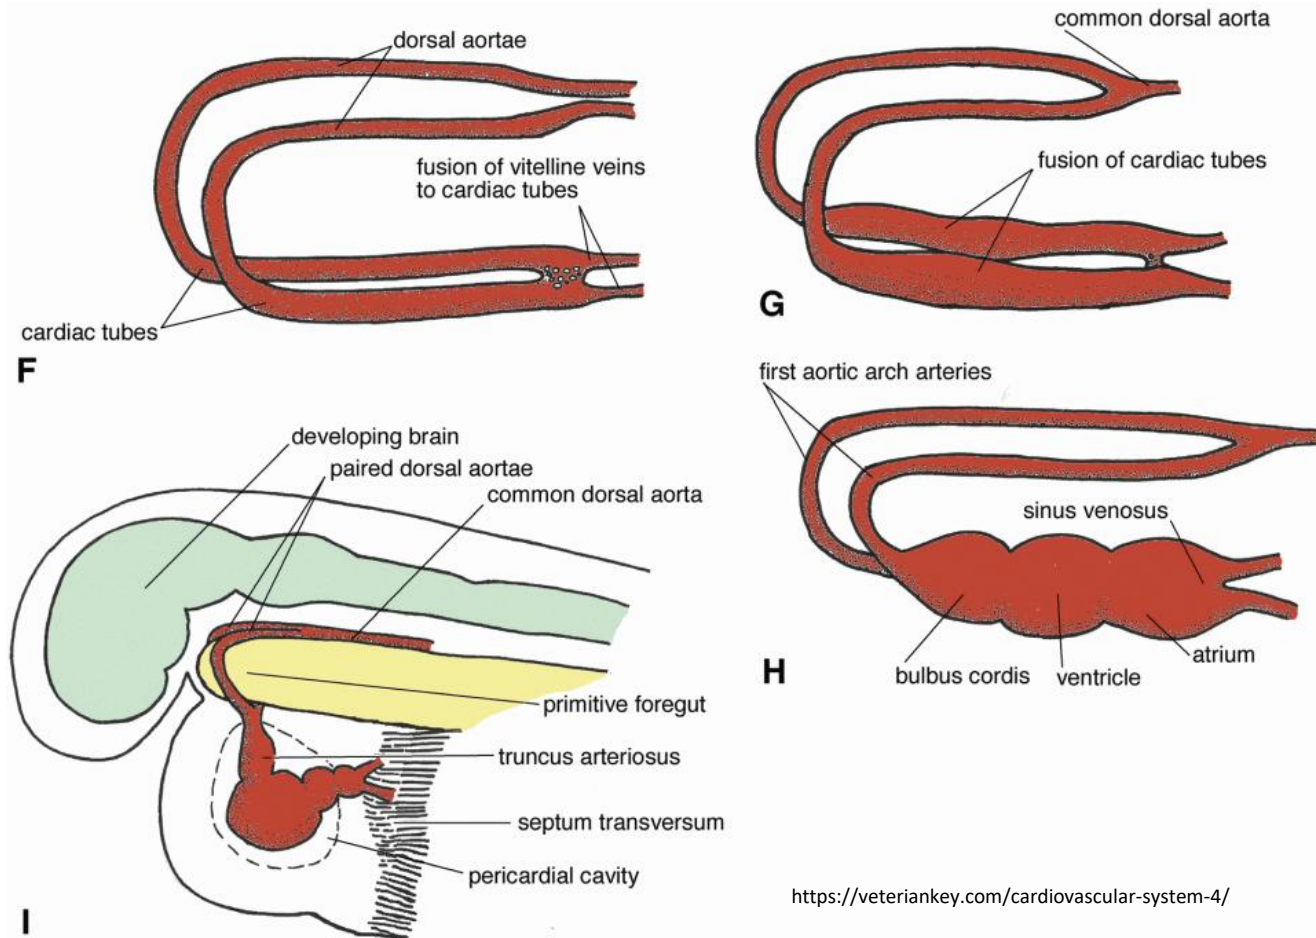 dorsal aortae
fusion of vitelline veins
to cardiac tubes
cardiac tubes
F
common dorsal aorta
fusion of cardiac tubes
G
first aortic arch arteries
sinus venosus
bulbus cordis
ventricle
atrium
H
developing brain
paired dorsal aortae
common dorsal aorta
primitive foregut
truncus arteriosus
septum transversum
pericardial cavity
I
https://veteriankey.com/cardiovascular-system-4/